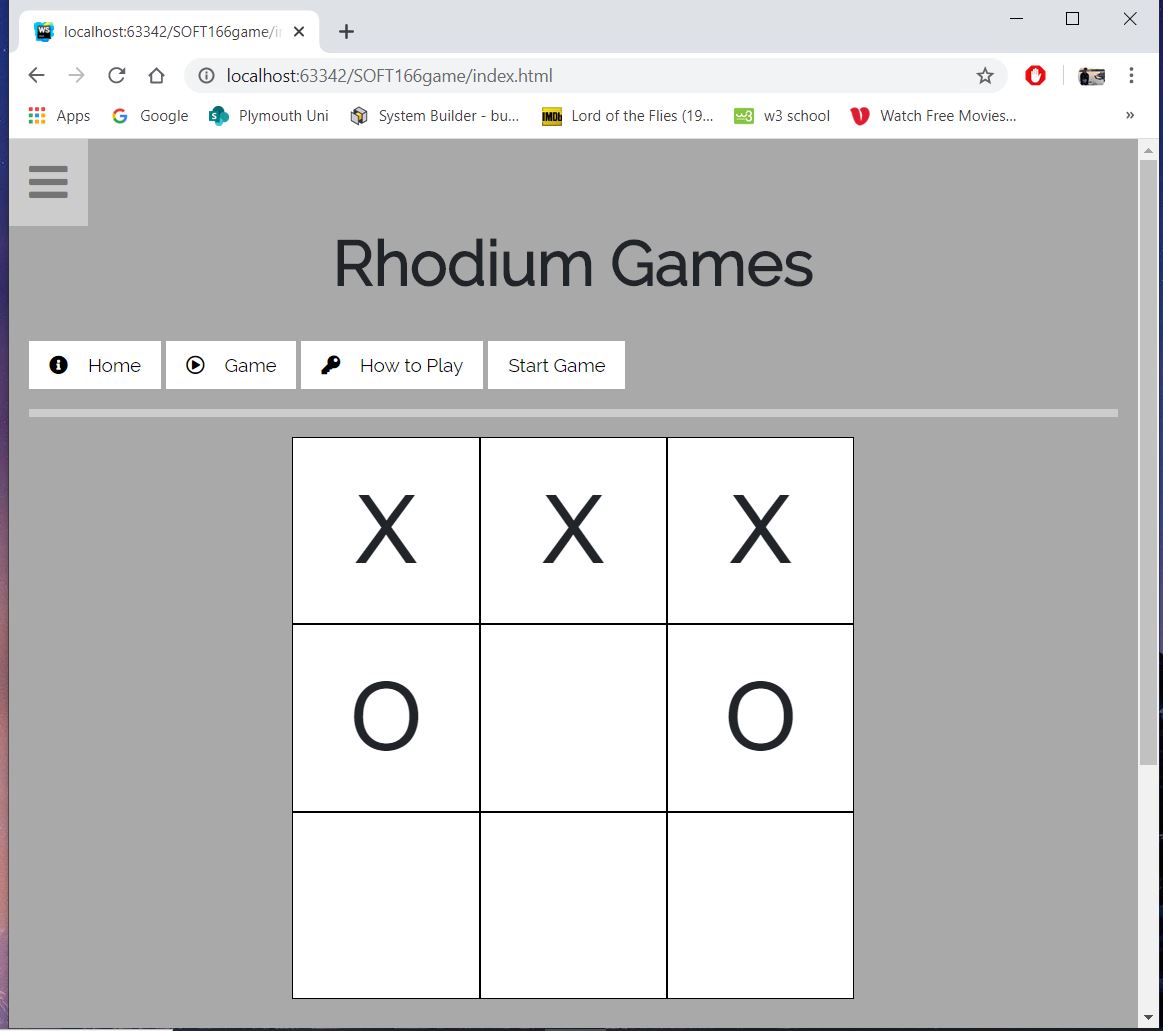 localhost:63342/SOFT166game/i
localhost:63342/SOFT166game/index.html
Apps Google Plymouth Uni System Builder - bu... Lord of the Flies (19... w3 school Watch Free Movies... »
Rhodium Games
Home Game How to Play Start Game
X X X
O O